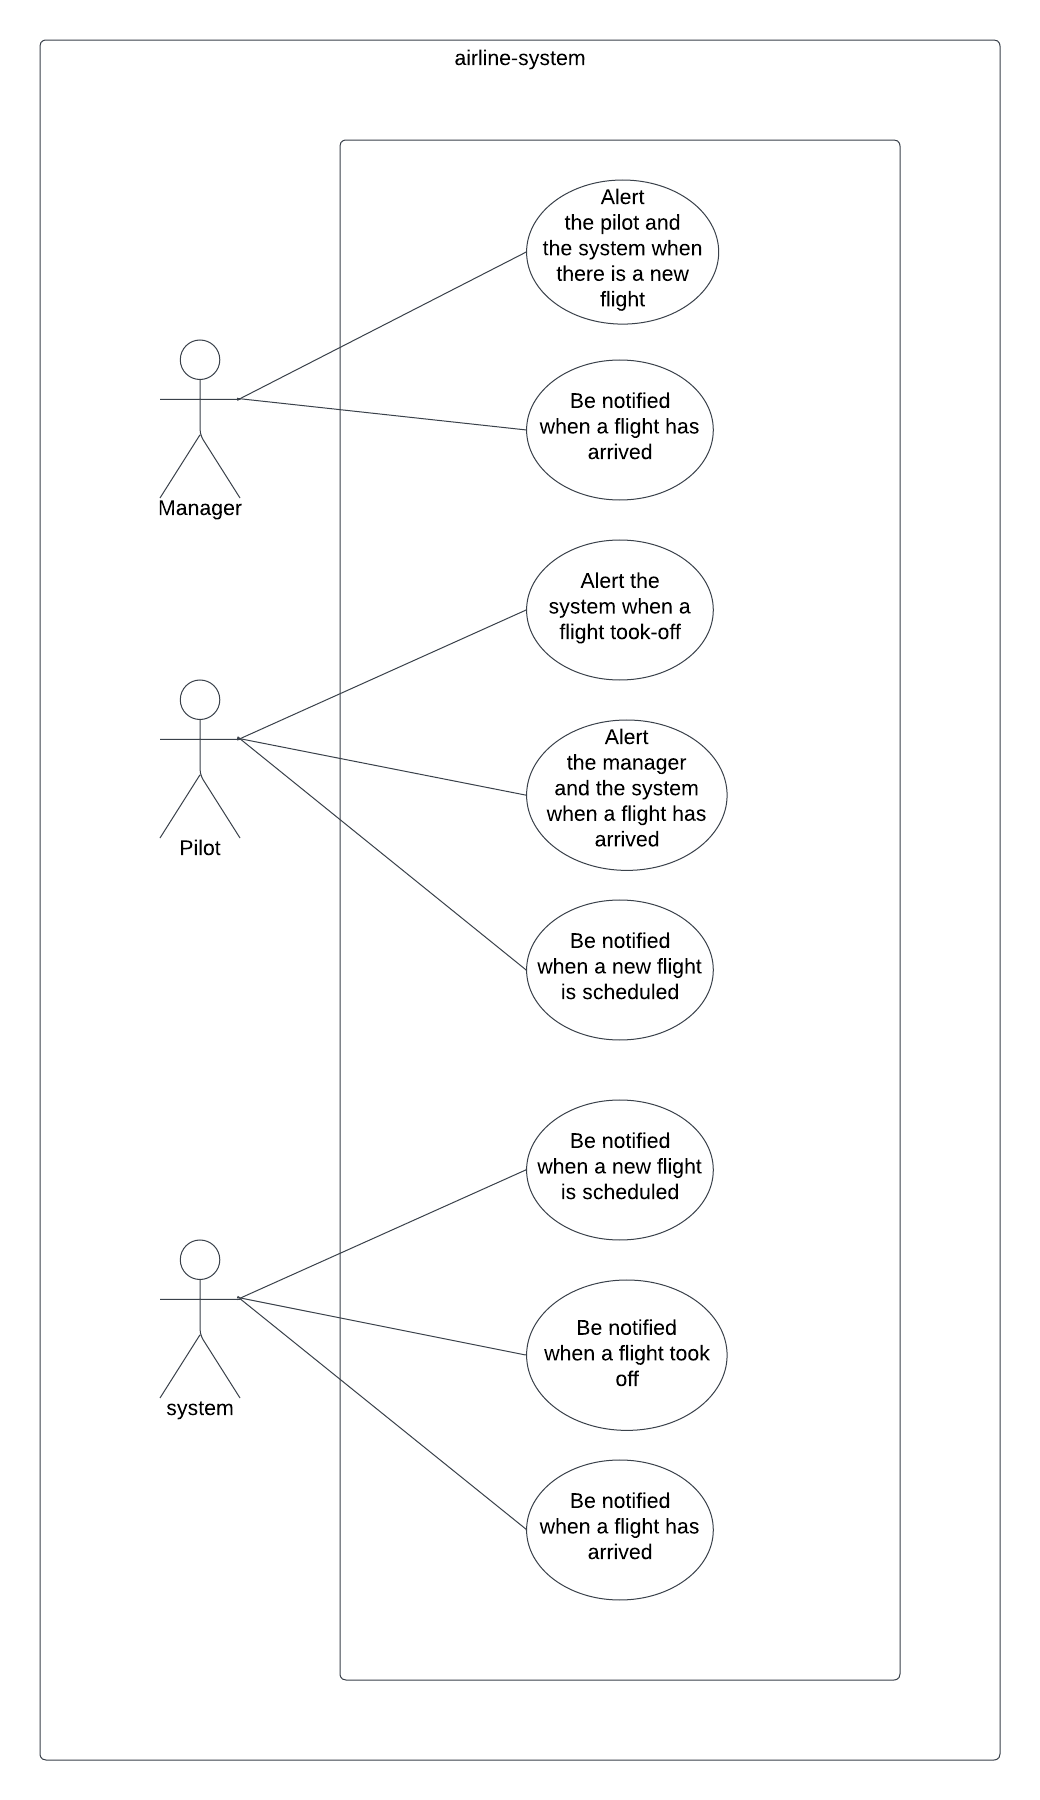 airline-system
Alert
the pilot and
the system when
there is a new
flight
Be notified
when a flight has
arrived
Manager
Alert the
system when a
flight took-off
Alert
the manager
and the system
when a flight has
arrived
Pilot
Be notified
when a new flight
is scheduled
Be notified
when a new flight
is scheduled
Be notified
when a flight took
off
system
Be notified
when a flight has
arrived